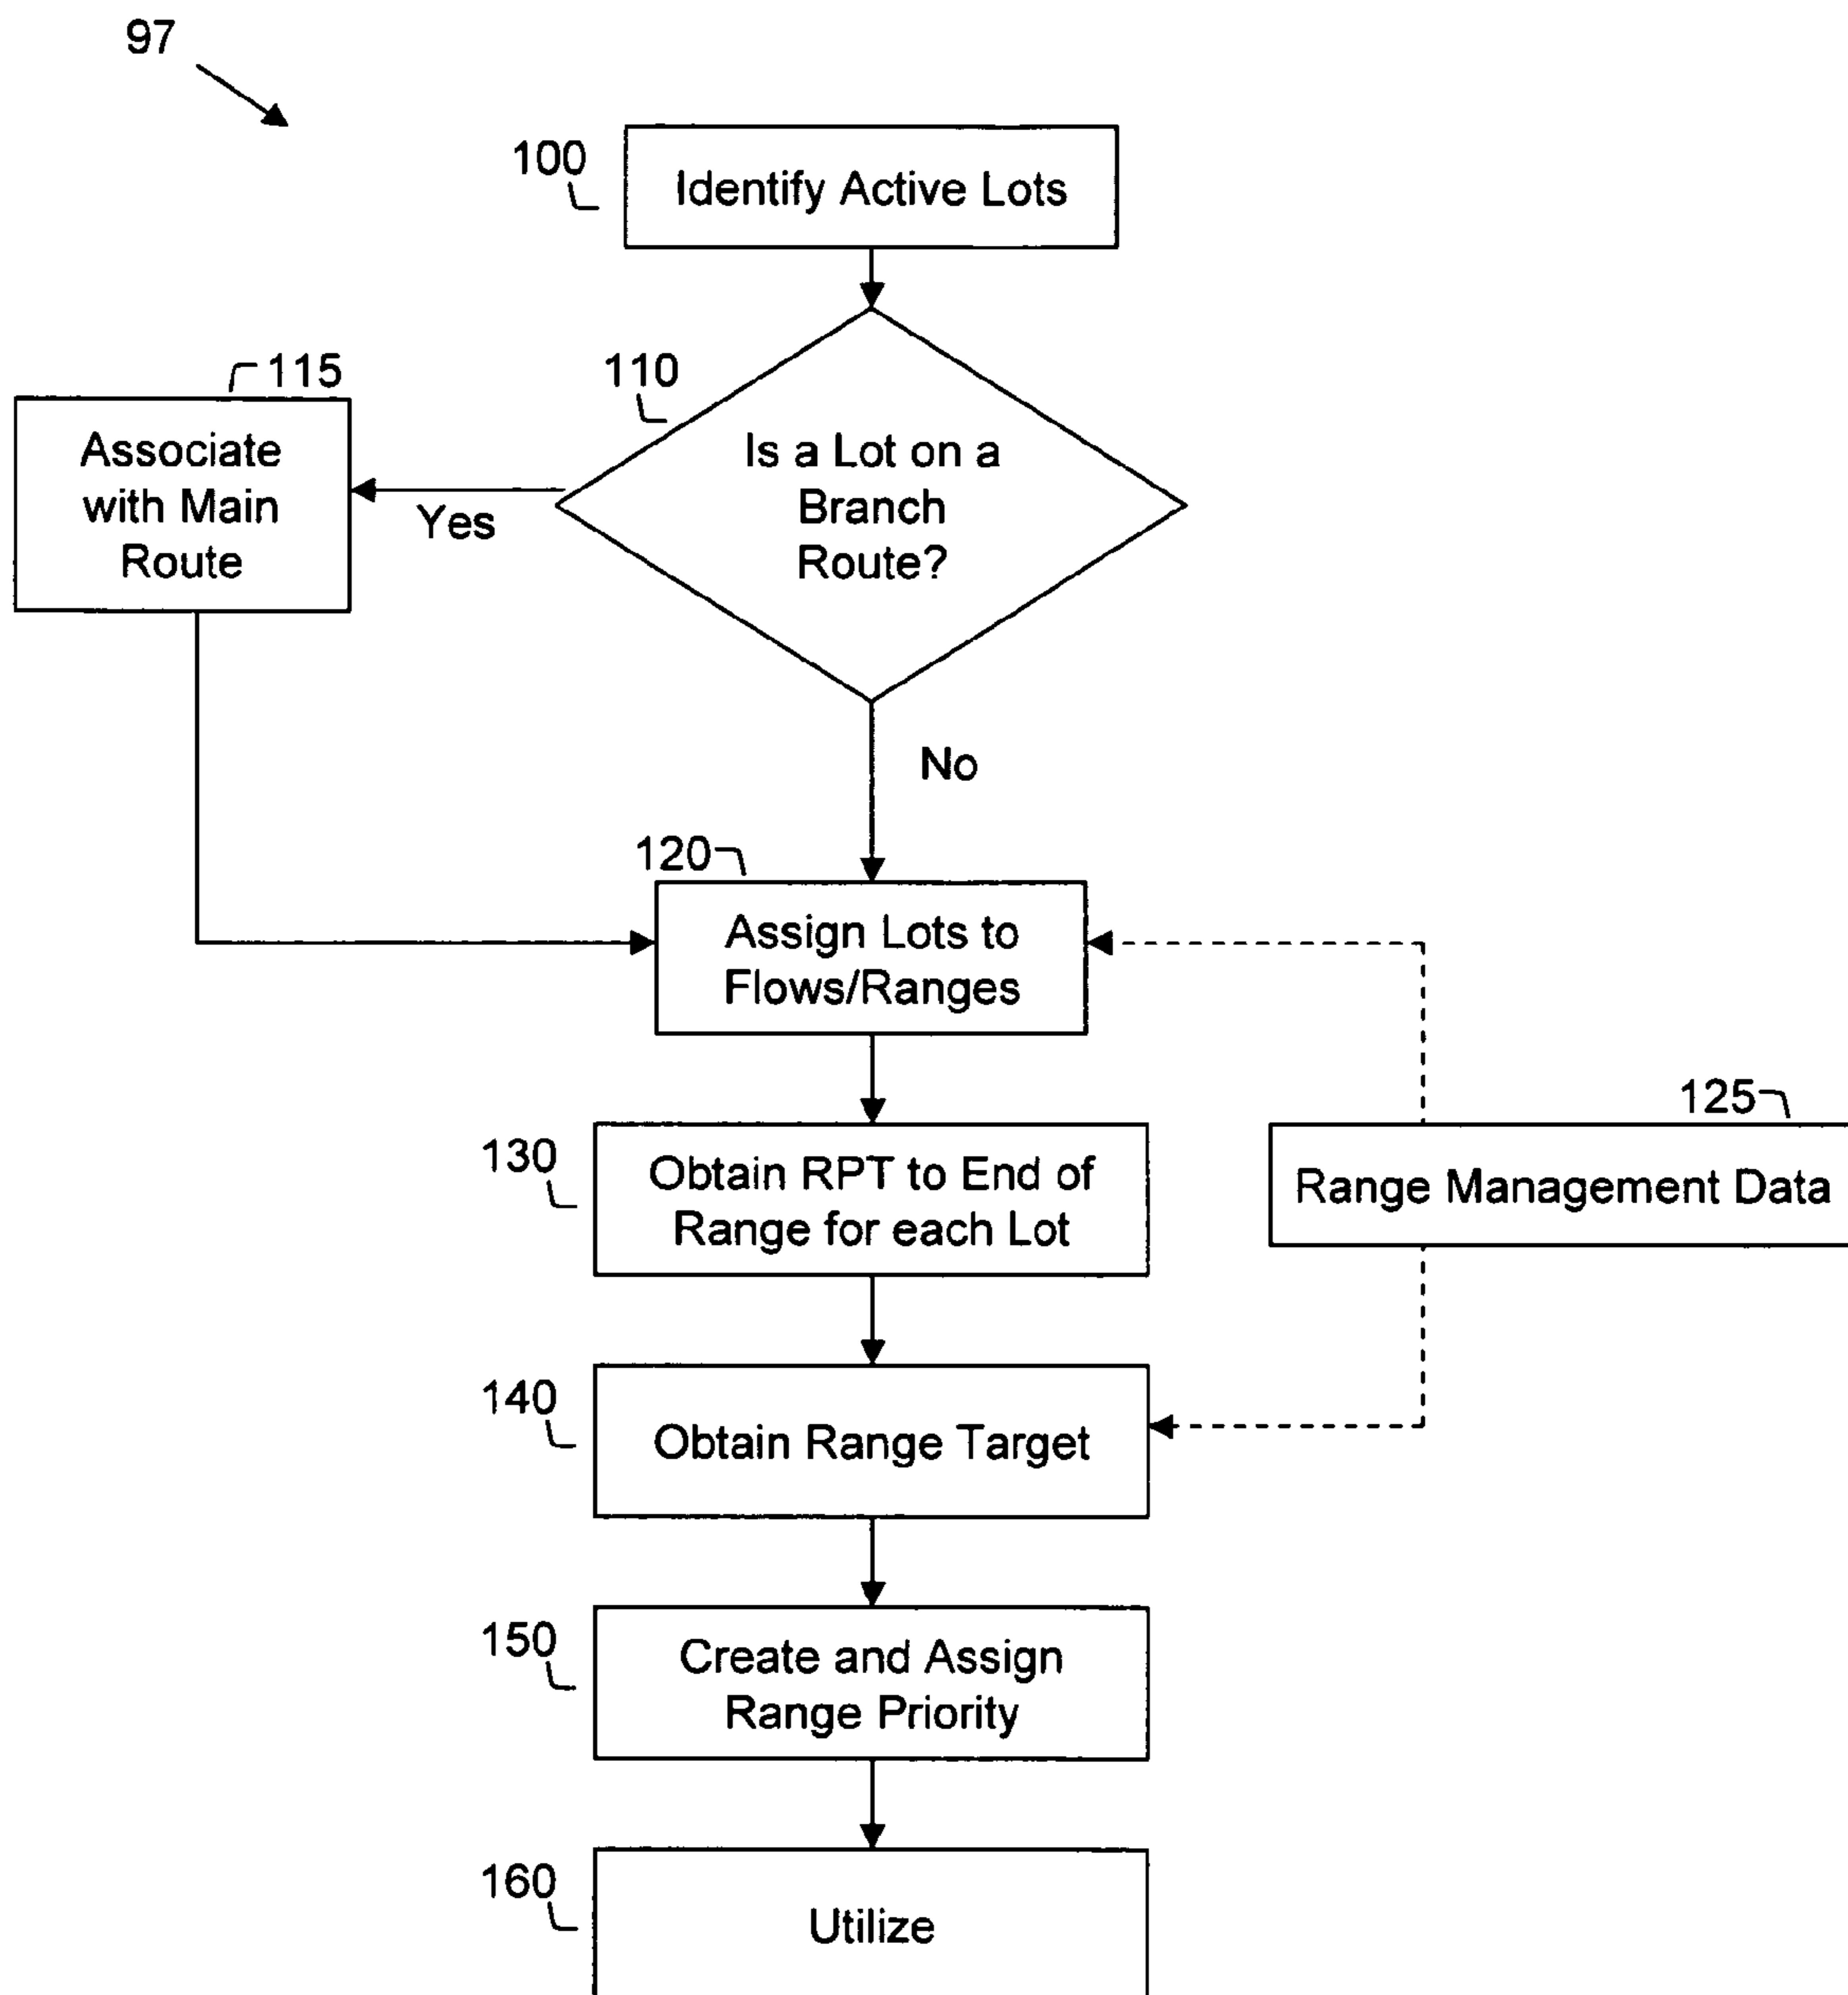 97
100
Identify Active Lots
110
Is a Lot on a
Branch
Route?
115
Associate
with Main
Route
Yes
No
120
Assign Lots to
Flows/Ranges
125
Range Management Data
130
Obtain RPT to End of
Range for each Lot
140
Obtain Range Target
150
Create and Assign
Range Priority
160
Utilize